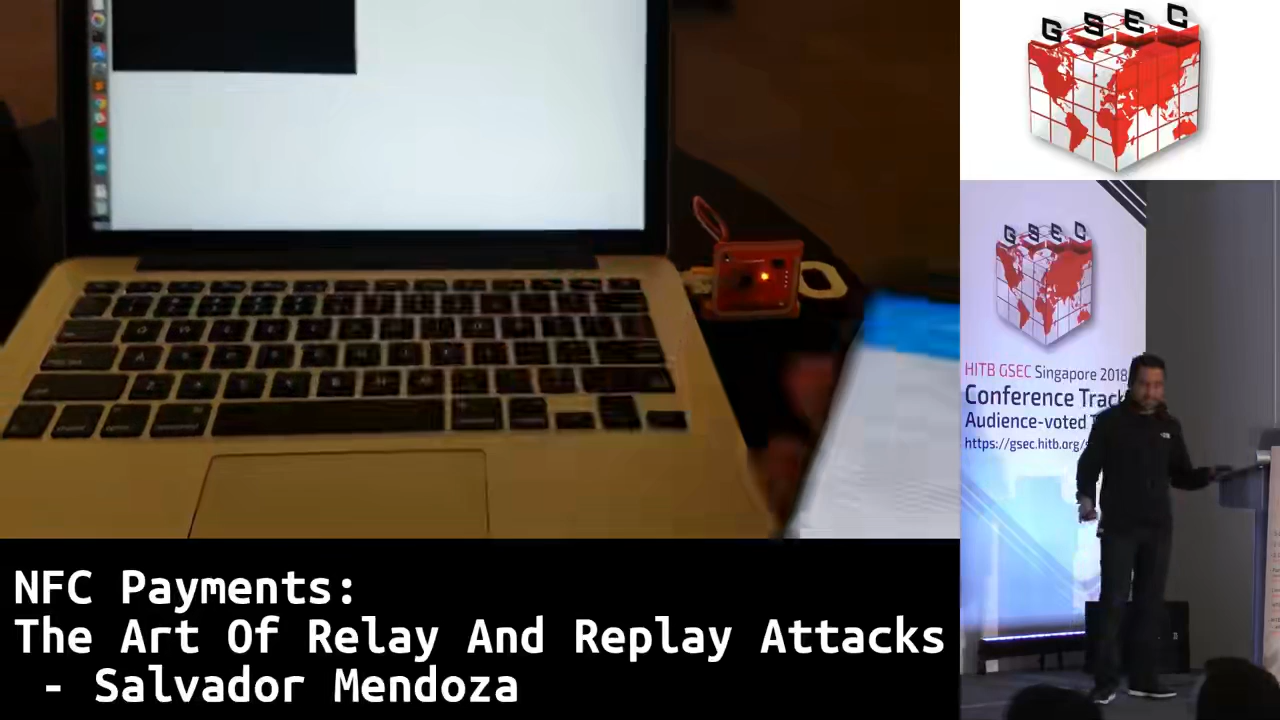 GSEC
GSEC
HITB GSEC Singapore 2018
Conference Track
Audience-voted
https://gsec.hitb.org/
NFC Payments:
The Art Of Relay And Replay Attacks
- Salvador Mendoza